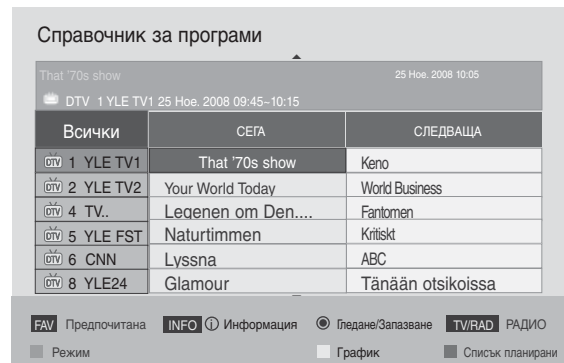 Справочник за програми
That '70s show 25 Ное. 2008 10:05
DTV 1 YLE TV1 25 Ное. 2008 09:45~10:15
Всички СЕГА СЛЕДВАЩА
DTV 1 YLE TV1 That '70s show Keno
DTV 2 YLE TV2 Your World Today World Business
DTV 4 TV.. Legenen om Den.... Fantomen
DTV 5 YLE FST Naturtimmen Kritiskt
DTV 6 CNN Lyssna ABC
DTV 8 YLE24 Glamour Tänään otsikoissa
FAV Предпочитана INFO ⓘ Информация Гледане/Запазване TV/RAD РАДИО
Режим График Списък планирани